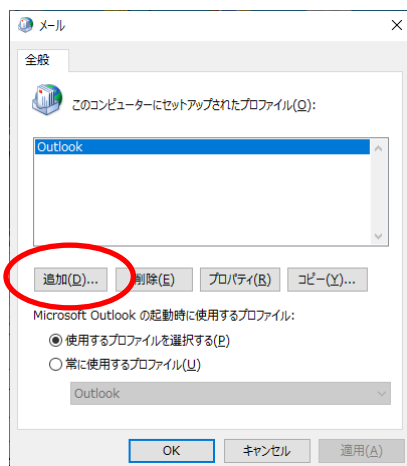 メール
全般
このコンピューターにセットアップされたプロファイル(O):
Outlook
追加(D)... 削除(E) プロパティ(R) コピー(Y)...
Microsoft Outlook の起動時に使用するプロファイル:
使用するプロファイルを選択する(P)
常に使用するプロファイル(U)
Outlook
OK キャンセル 適用(A)